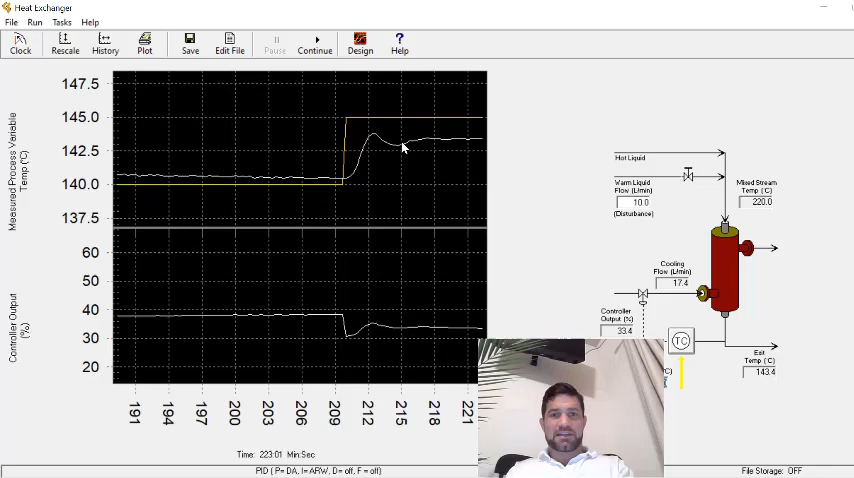 Heat Exchanger
File Run Tasks Help
Clock Rescale History Plot Save Edit File Pause Continue Design Help
Measured Process Variable
Temp (°C)
147.5
145.0
142.5
140.0
137.5
Controller Output
(%)
60
50
40
30
20
191 194 197 200 203 206 209 212 215 218 221
Time: 223:01 Min:Sec
Hot Liquid
Warm Liquid
Flow (L/min)
10.0
(Disturbance)
Mixed Stream
Temp (°C)
220.0
Cooling
Flow (L/min)
17.4
Controller
Output (%)
33.4
TC
Exit
Temp (°C)
143.4
PID ( P= DA, I= ARW, D= off, F = off)
File Storage: OFF